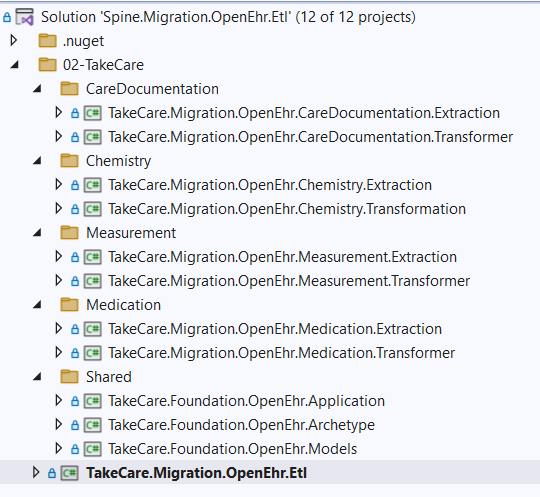 Solution 'Spine.Migration.OpenEhr.Etl' (12 of 12 projects)
.nuget
02-TakeCare
CareDocumentation
C# TakeCare.Migration.OpenEhr.CareDocumentation.Extraction
C# TakeCare.Migration.OpenEhr.CareDocumentation.Transformer
Chemistry
C# TakeCare.Migration.OpenEhr.Chemistry.Extraction
C# TakeCare.Migration.OpenEhr.Chemistry.Transformation
Measurement
C# TakeCare.Migration.OpenEhr.Measurement.Extraction
C# TakeCare.Migration.OpenEhr.Measurement.Transformer
Medication
C# TakeCare.Migration.OpenEhr.Medication.Extraction
C# TakeCare.Migration.OpenEhr.Medication.Transformer
Shared
C# TakeCare.Foundation.OpenEhr.Application
C# TakeCare.Foundation.OpenEhr.Archetype
C# TakeCare.Foundation.OpenEhr.Models
C# TakeCare.Migration.OpenEhr.Etl